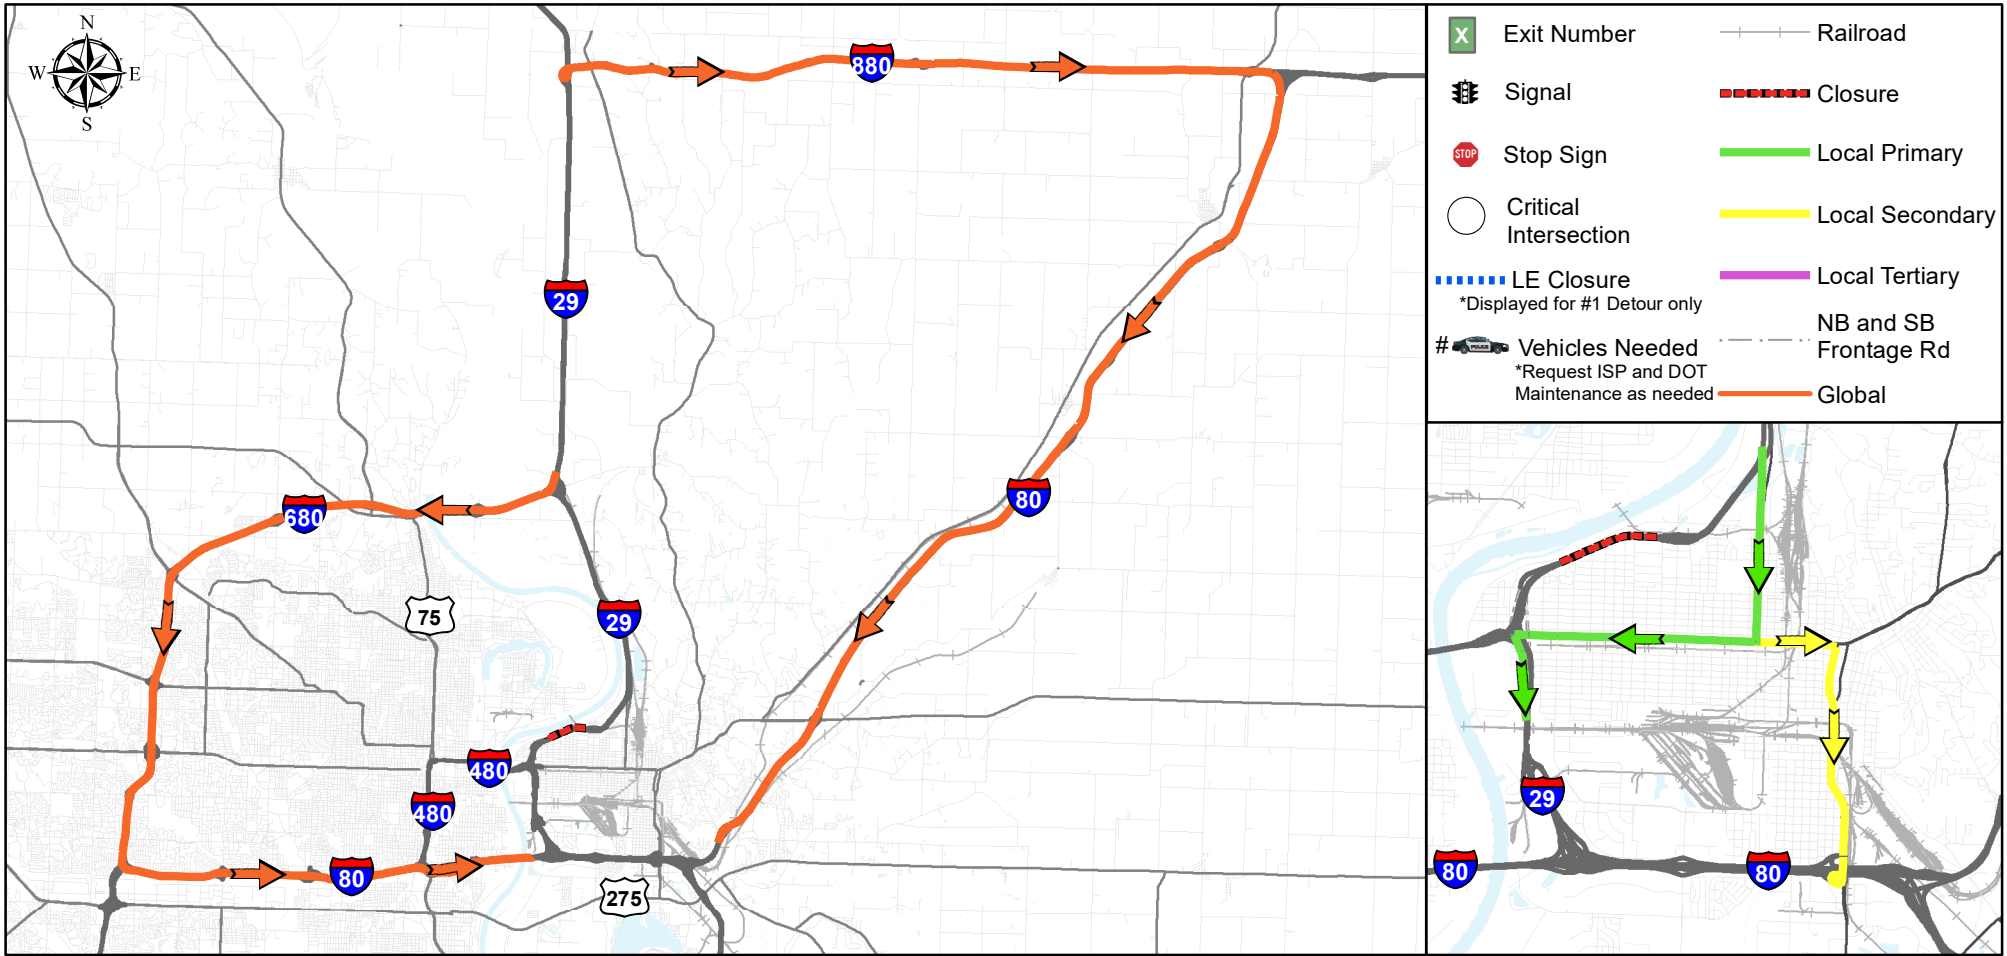 N
W
E
S
880
29
80
680
75
29
480
480
80
275
X
Exit Number
Railroad
Signal
Closure
STOP
Stop Sign
Local Primary
Critical
Intersection
Local Secondary
LE Closure
*Displayed for #1 Detour only
Local Tertiary
#
POLICE
Vehicles Needed
*Request ISP and DOT
Maintenance as needed
NB and SB
Frontage Rd
Global
29
80
80